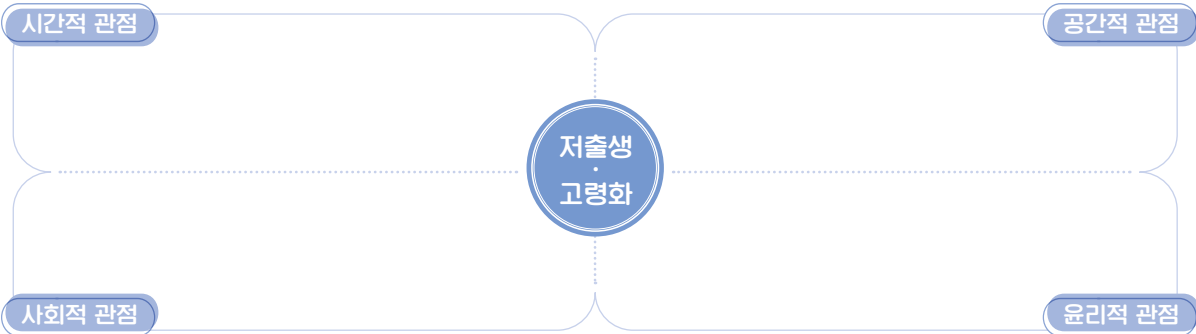 시간적 관점
공간적 관점
저출생
·
고령화
사회적 관점
윤리적 관점